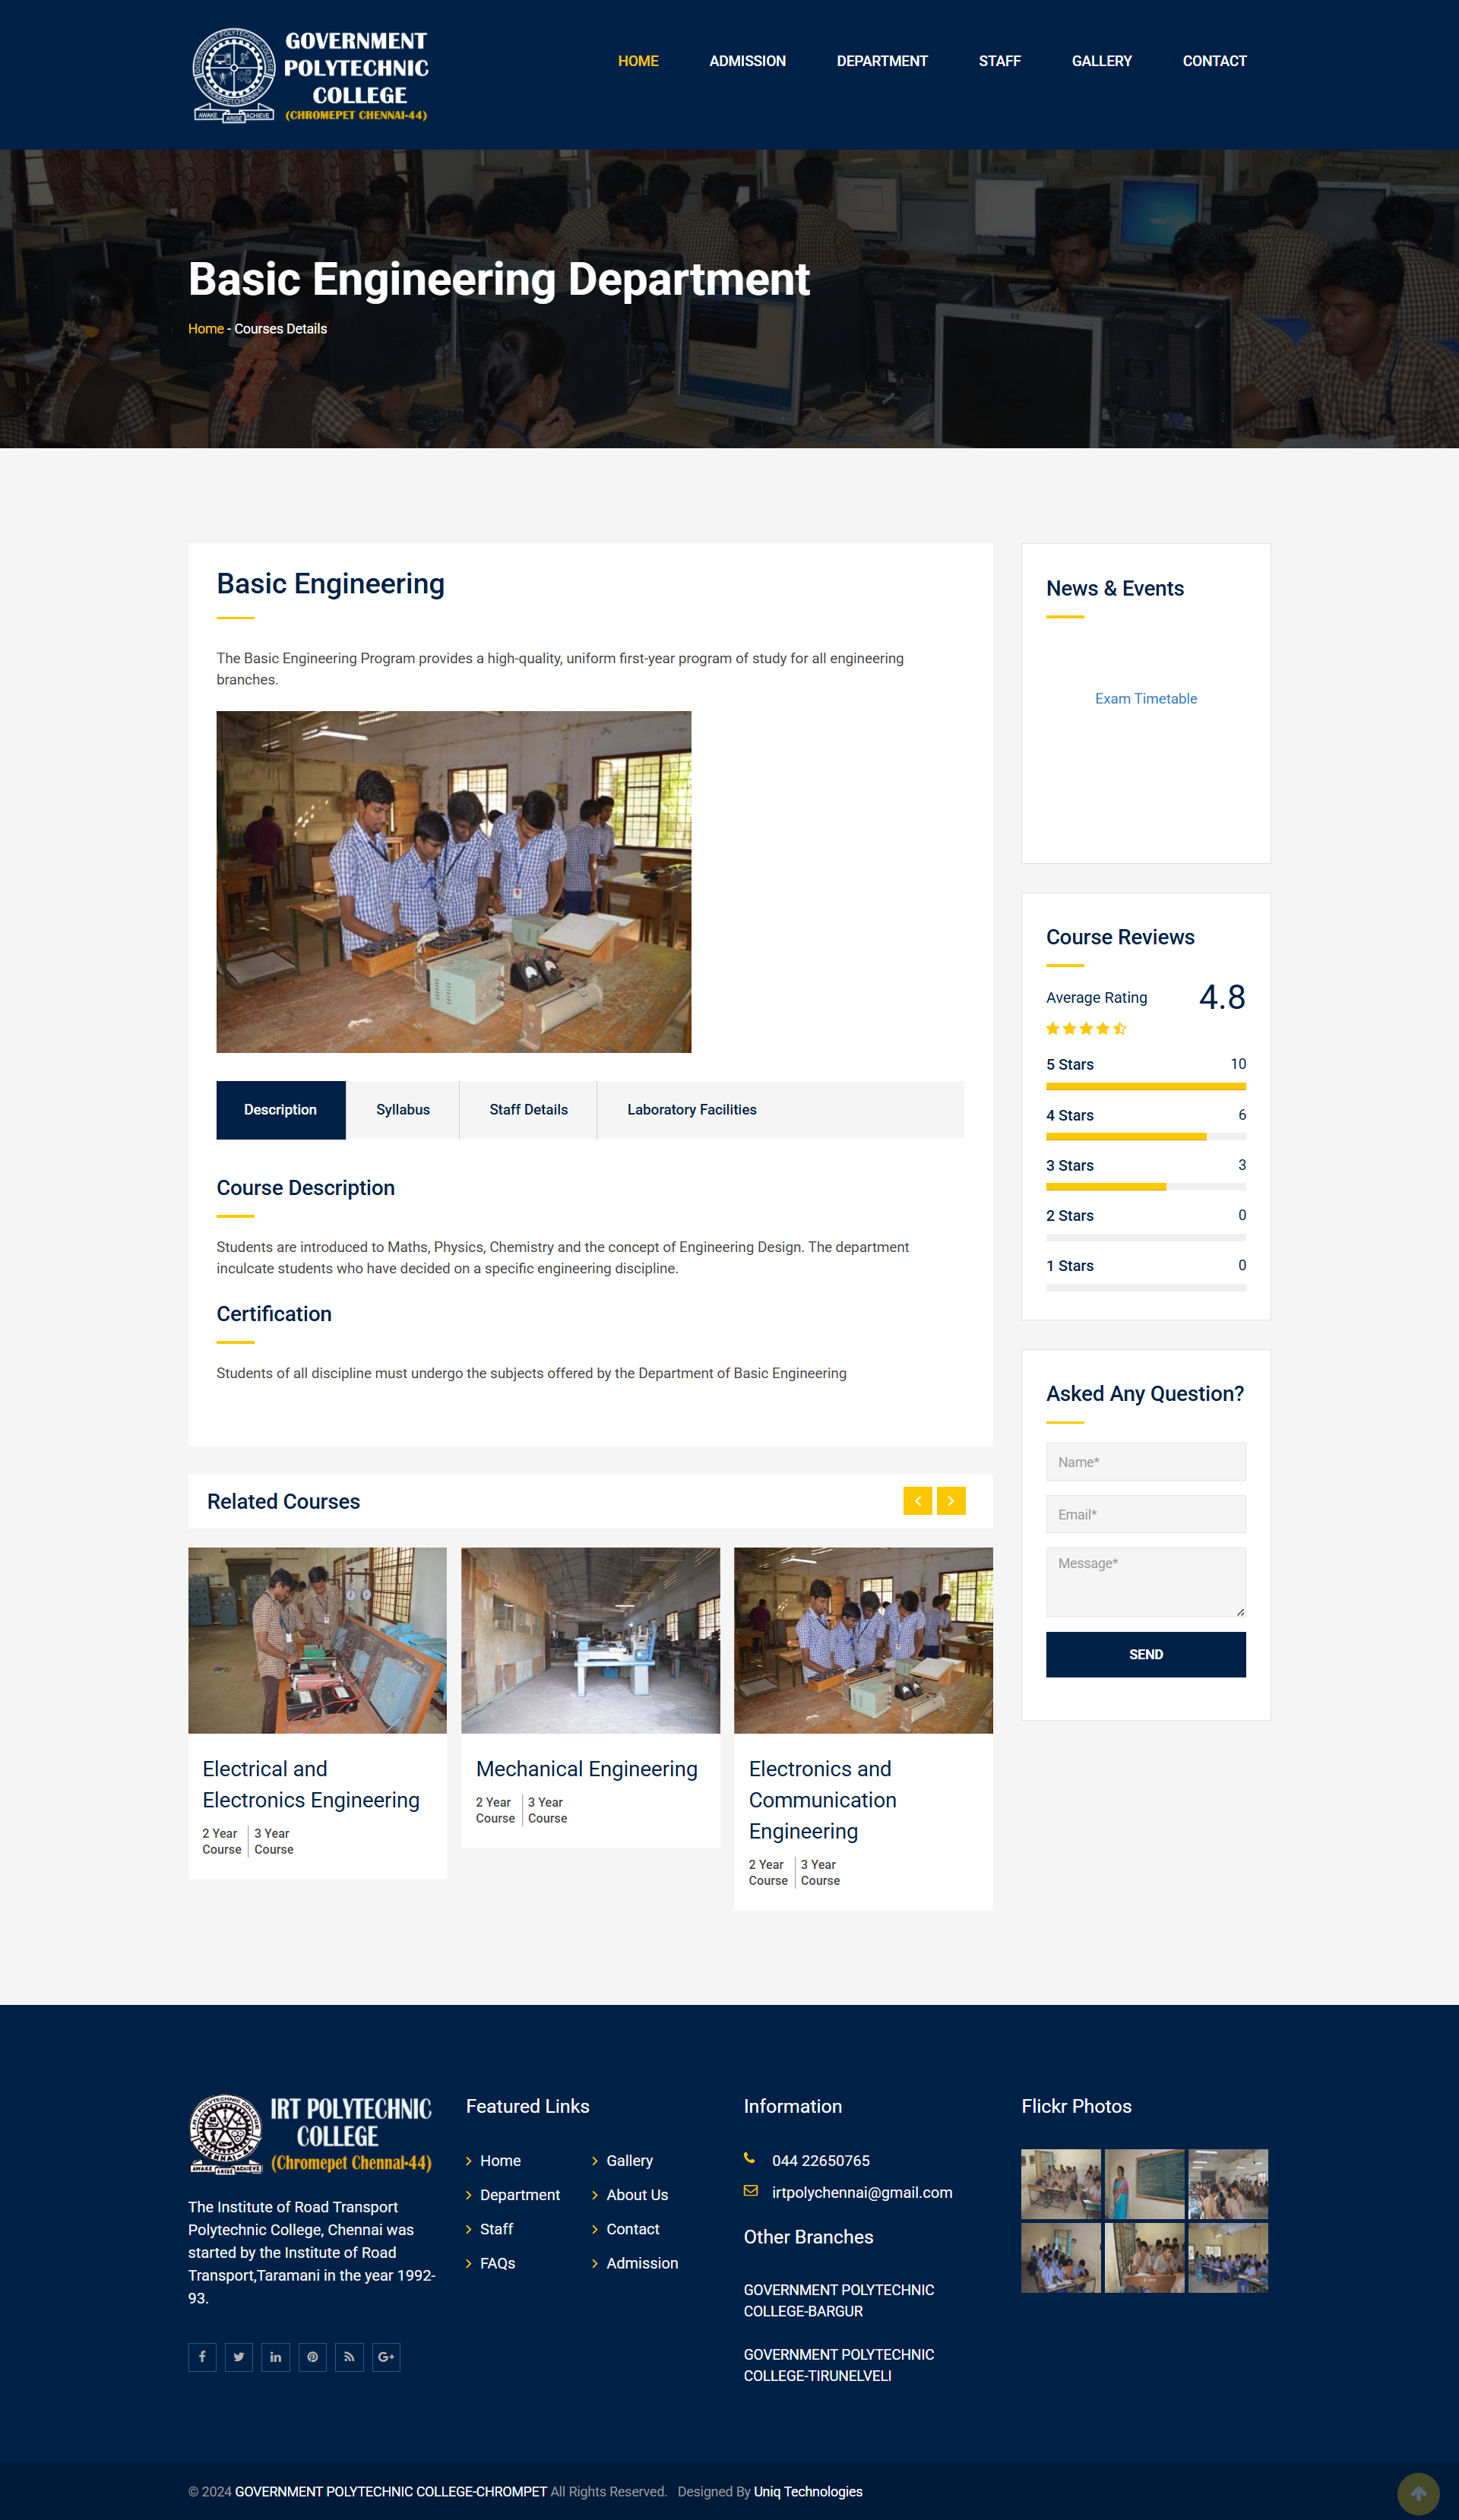 GOVERNMENT
POLYTECHNIC
COLLEGE
(CHROMEPET CHENNAI-44)
AWAKE ARISE ACHIEVE
HOME
ADMISSION
DEPARTMENT
STAFF
GALLERY
CONTACT
Basic Engineering Department
Home - Courses Details
Basic Engineering
The Basic Engineering Program provides a high-quality, uniform first-year program of study for all engineering
branches.
Description
Syllabus
Staff Details
Laboratory Facilities
Course Description
Students are introduced to Maths, Physics, Chemistry and the concept of Engineering Design. The department
inculcate students who have decided on a specific engineering discipline.
Certification
Students of all discipline must undergo the subjects offered by the Department of Basic Engineering
News & Events
Exam Timetable
Course Reviews
Average Rating 4.8
5 Stars 10
4 Stars 6
3 Stars 3
2 Stars 0
1 Stars 0
Asked Any Question?
Name*
Email*
Message*
SEND
Related Courses
Electrical and
Electronics Engineering
2 Year
Course
3 Year
Course
Mechanical Engineering
2 Year
Course
3 Year
Course
Electronics and
Communication
Engineering
2 Year
Course
3 Year
Course
IRT POLYTECHNIC
COLLEGE
(Chromepet Chennai-44)
AWAKE ARISE ACHIEVE
The Institute of Road Transport
Polytechnic College, Chennai was
started by the Institute of Road
Transport,Taramani in the year 1992-
93.
Featured Links
Home
Department
Staff
FAQs
Gallery
About Us
Contact
Admission
Information
044 22650765
irtpolychennai@gmail.com
Other Branches
GOVERNMENT POLYTECHNIC
COLLEGE-BARGUR
GOVERNMENT POLYTECHNIC
COLLEGE-TIRUNELVELI
Flickr Photos
© 2024 GOVERNMENT POLYTECHNIC COLLEGE-CHROMPET All Rights Reserved. Designed By Uniq Technologies